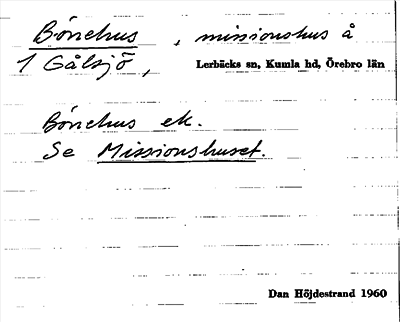 Bönehus, missionshus å
1 Gålsjö, Lerbäcks sn, Kumla hd, Örebro län
Bönehus ek.
Se Missionshuset.
Dan Höjdestrand 1960